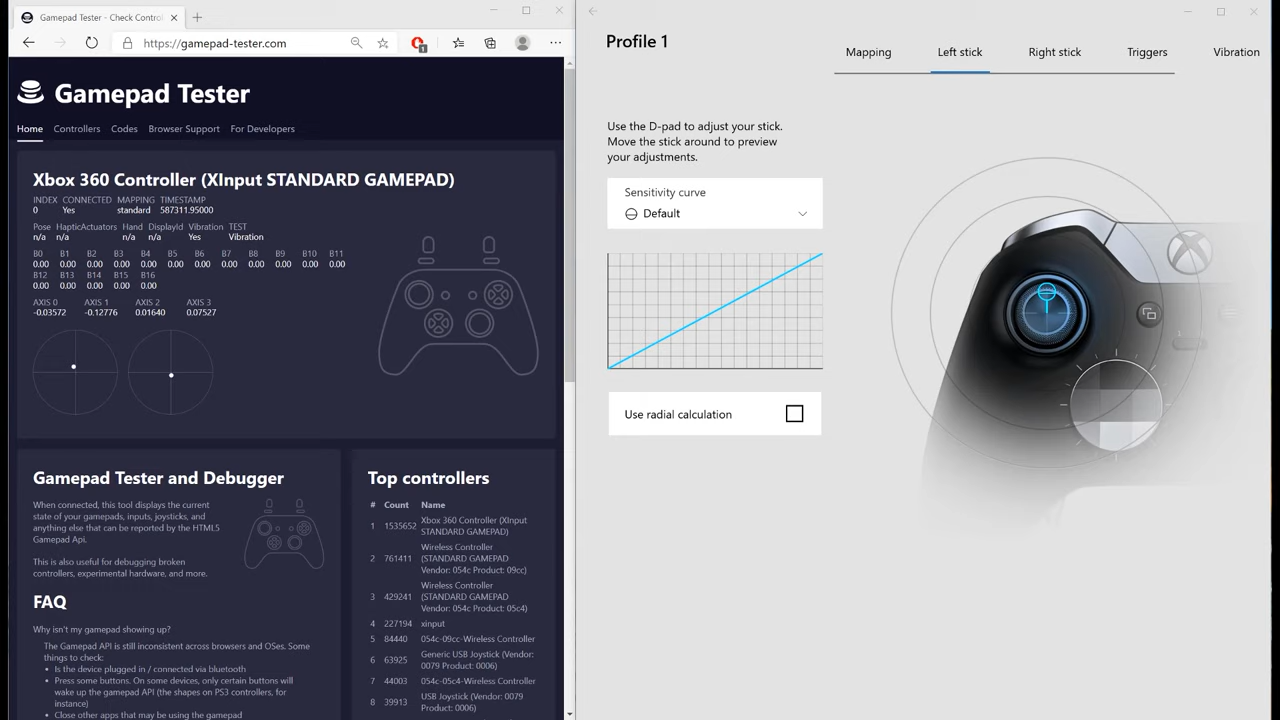 Gamepad Tester - Check Control
https://gamepad-tester.com
1
Gamepad Tester
Home Controllers Codes Browser Support For Developers
Xbox 360 Controller (XInput STANDARD GAMEPAD)
INDEX CONNECTED MAPPING TIMESTAMP
0 Yes standard 587311.95000
Pose HapticActuators Hand DisplayId Vibration TEST
n/a n/a n/a n/a Yes Vibration
B0 B1 B2 B3 B4 B5 B6 B7 B8 B9 B10 B11
0.00 0.00 0.00 0.00 0.00 0.00 0.00 0.00 0.00 0.00 0.00 0.00
B12 B13 B14 B15 B16
0.00 0.00 0.00 0.00 0.00
AXIS 0 AXIS 1 AXIS 2 AXIS 3
-0.03572 -0.12776 0.01640 0.07527
Gamepad Tester and Debugger
When connected, this tool displays the current
state of your gamepads, inputs, joysticks, and
anything else that can be reported by the HTML5
Gamepad Api.
This is also useful for debugging broken
controllers, experimental hardware, and more.
FAQ
Why isn't my gamepad showing up?
The Gamepad API is still inconsistent across browsers and OSes. Some
things to check:
• Is the device plugged in / connected via bluetooth
• Press some buttons. On some devices, only certain buttons will
wake up the gamepad API (the shapes on PS3 controllers, for
instance)
• Close other apps that may be using the gamepad
Top controllers
# Count Name
1 1535652 Xbox 360 Controller (XInput
STANDARD GAMEPAD)
2 761411 Wireless Controller
(STANDARD GAMEPAD
Vendor: 054c Product: 09cc)
3 429241 Wireless Controller
(STANDARD GAMEPAD
Vendor: 054c Product: 05c4)
4 227194 xinput
5 84440 054c-09cc-Wireless Controller
6 63925 Generic USB Joystick (Vendor:
0079 Product: 0006)
7 44003 054c-05c4-Wireless Controller
8 39913 USB Joystick (Vendor: 0079
Product: 0006)
Profile 1
Mapping Left stick Right stick Triggers Vibration
Use the D-pad to adjust your stick.
Move the stick around to preview
your adjustments.
Sensitivity curve
Default
Use radial calculation
1